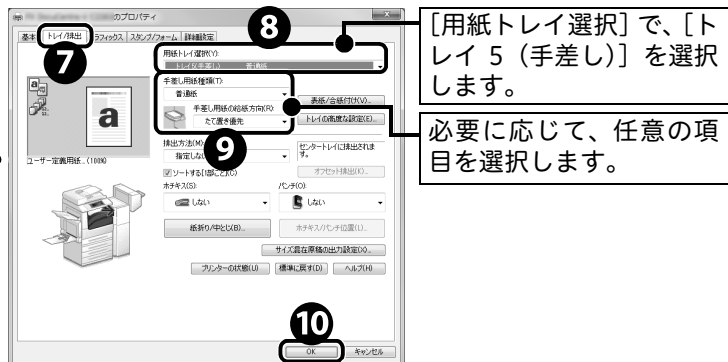 のプロパティ
基本
トレイ/排出
グラフィックス
スタンプ/フォーム
詳細設定
7
8
用紙トレイ選択(Y):
トレイ5(手差し) 普通紙
手差し用紙種類(T):
普通紙
表紙/合紙付け(V)...
手差し用紙の給紙方向(R):
たて置き優先
トレイの高度な設定(E)...
9
a
a
ユーザー定義用紙...(100%)
排出方法(M):
指定しない
センタートレイに排出されます。
ソートする[1部ごと](C)
オフセット排出(K)...
ホチキス(S):
しない
パンチ(O):
しない
紙折り/中とじ(B)...
ホチキス/パンチ位置(L)...
サイズ混在原稿の出力設定(X)...
プリンターの状態(U)
標準に戻す(D)
ヘルプ(H)
10
OK
キャンセル
[用紙トレイ選択]で、[ト
レイ 5(手差し)]を選択
します。
必要に応じて、任意の項
目を選択します。